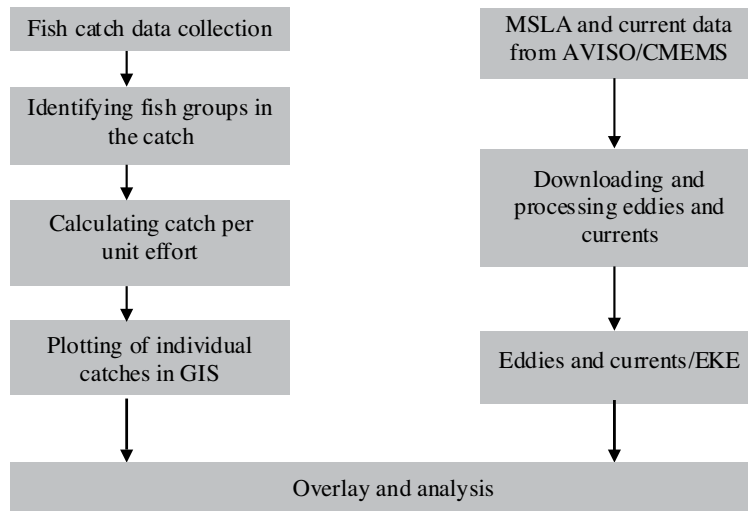 Fish catch data collection
Identifying fish groups in
the catch
Calculating catch per
unit effort
Plotting of individual
catches in GIS
MSLA and current data
from AVISO/CMEMS
Downloading and
processing eddies and
currents
Eddies and currents/EKE
Overlay and analysis